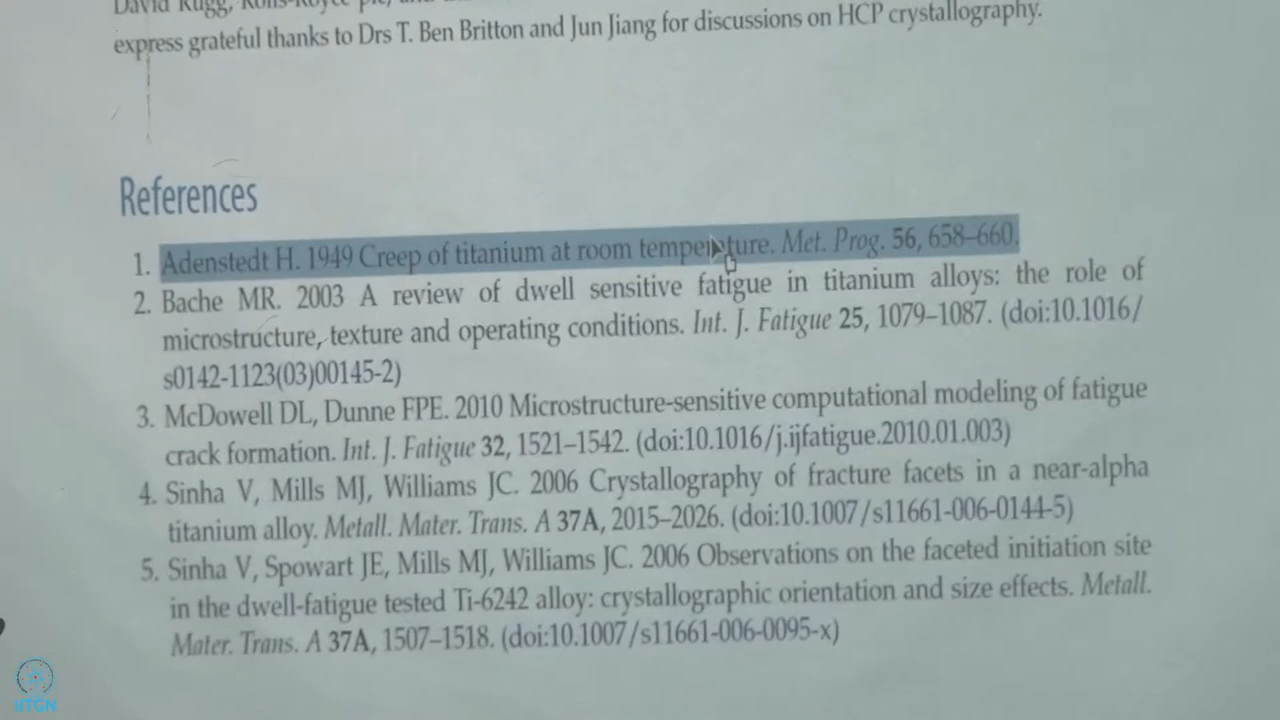 David Rugg, Rolls-Royce plc,
express grateful thanks to Drs T. Ben Britton and Jun Jiang for discussions on HCP crystallography.
References
1. Adenstedt H. 1949 Creep of titanium at room temperature. Met. Prog. 56, 658–660.
2. Bache MR. 2003 A review of dwell sensitive fatigue in titanium alloys: the role of
microstructure, texture and operating conditions. Int. J. Fatigue 25, 1079–1087. (doi:10.1016/
s0142-1123(03)00145-2)
3. McDowell DL, Dunne FPE. 2010 Microstructure-sensitive computational modeling of fatigue
crack formation. Int. J. Fatigue 32, 1521–1542. (doi:10.1016/j.ijfatigue.2010.01.003)
4. Sinha V, Mills MJ, Williams JC. 2006 Crystallography of fracture facets in a near-alpha
titanium alloy. Metall. Mater. Trans. A 37A, 2015–2026. (doi:10.1007/s11661-006-0144-5)
5. Sinha V, Spowart JE, Mills MJ, Williams JC. 2006 Observations on the faceted initiation site
in the dwell-fatigue tested Ti-6242 alloy: crystallographic orientation and size effects. Metall.
Mater. Trans. A 37A, 1507–1518. (doi:10.1007/s11661-006-0095-x)
IITGN